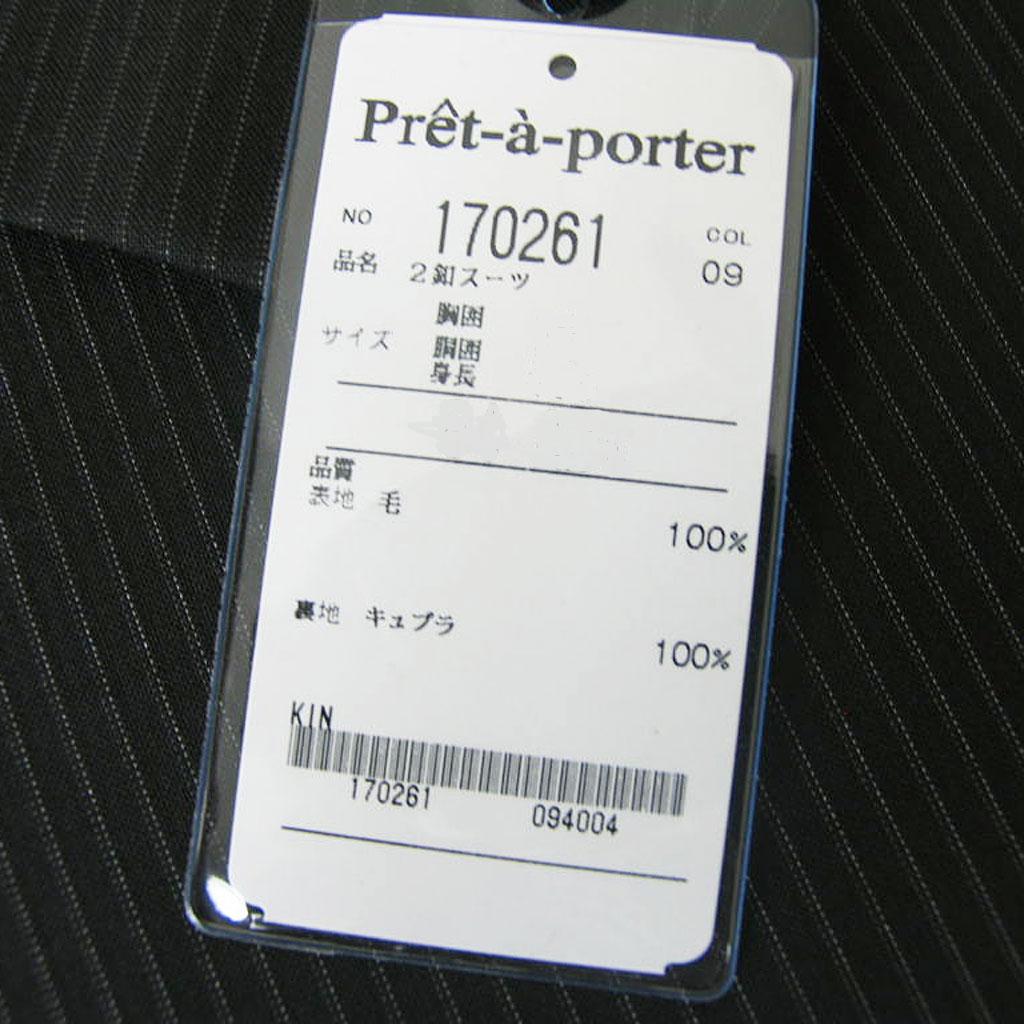 Prêt-à-porter
NO 170261 COL
品名 2釦スーツ 09
胸囲
サイズ 胴囲
身長
品質
表地 毛
100%
裏地 キュプラ
100%
KIN
170261 094004